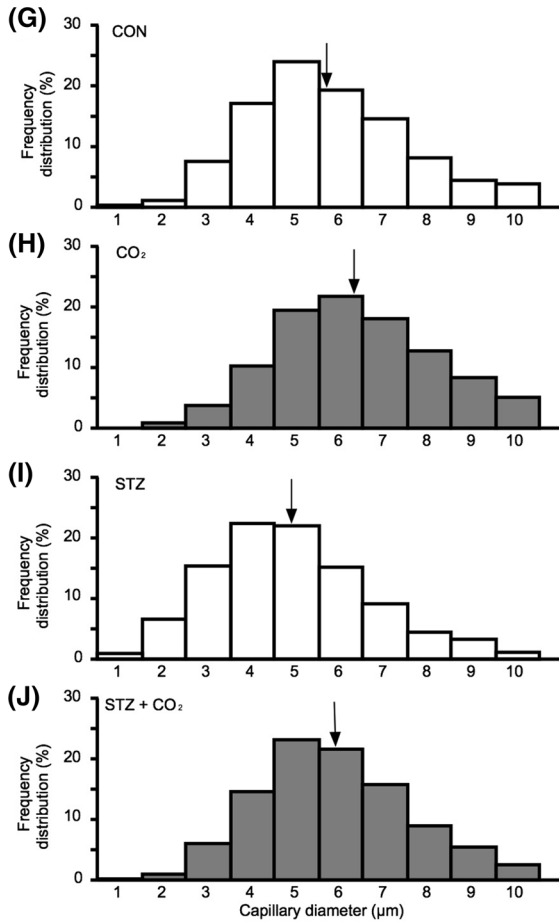 (G)
CON
Frequency
distribution (%)
30
20
10
0
1 2 3 4 5 6 7 8 9 10
(H)
CO₂
Frequency
distribution (%)
30
20
10
0
1 2 3 4 5 6 7 8 9 10
(I)
STZ
Frequency
distribution (%)
30
20
10
0
1 2 3 4 5 6 7 8 9 10
(J)
STZ + CO₂
Frequency
distribution (%)
30
20
10
0
1 2 3 4 5 6 7 8 9 10
Capillary diameter (µm)